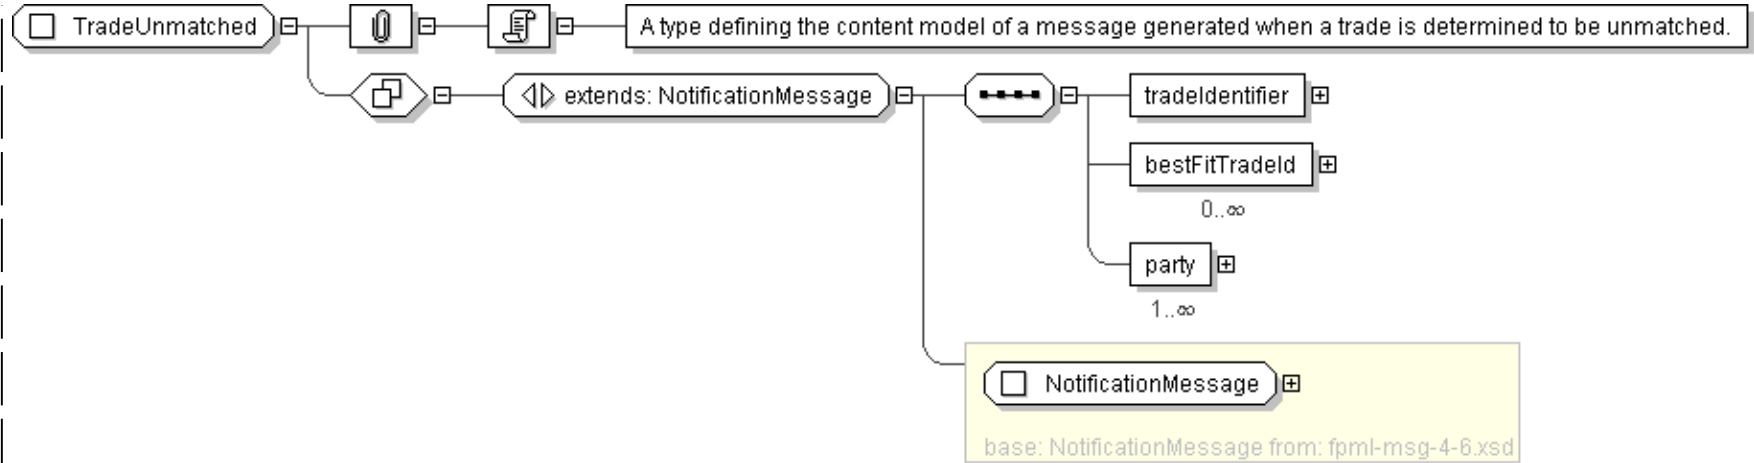 TradeUnmatched
A type defining the content model of a message generated when a trade is determined to be unmatched.
extends: NotificationMessage
tradeIdentifier
bestFitTradeId
0..∞
party
1..∞
NotificationMessage
base: NotificationMessage from: fpml-msg-4-6.xsd